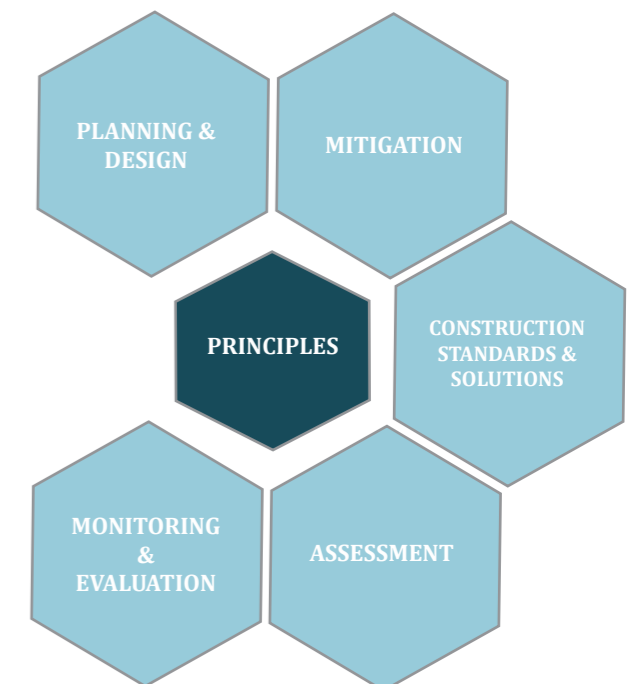 PLANNING &
DESIGN
MITIGATION
PRINCIPLES
CONSTRUCTION
STANDARDS &
SOLUTIONS
MONITORING
&
EVALUATION
ASSESSMENT